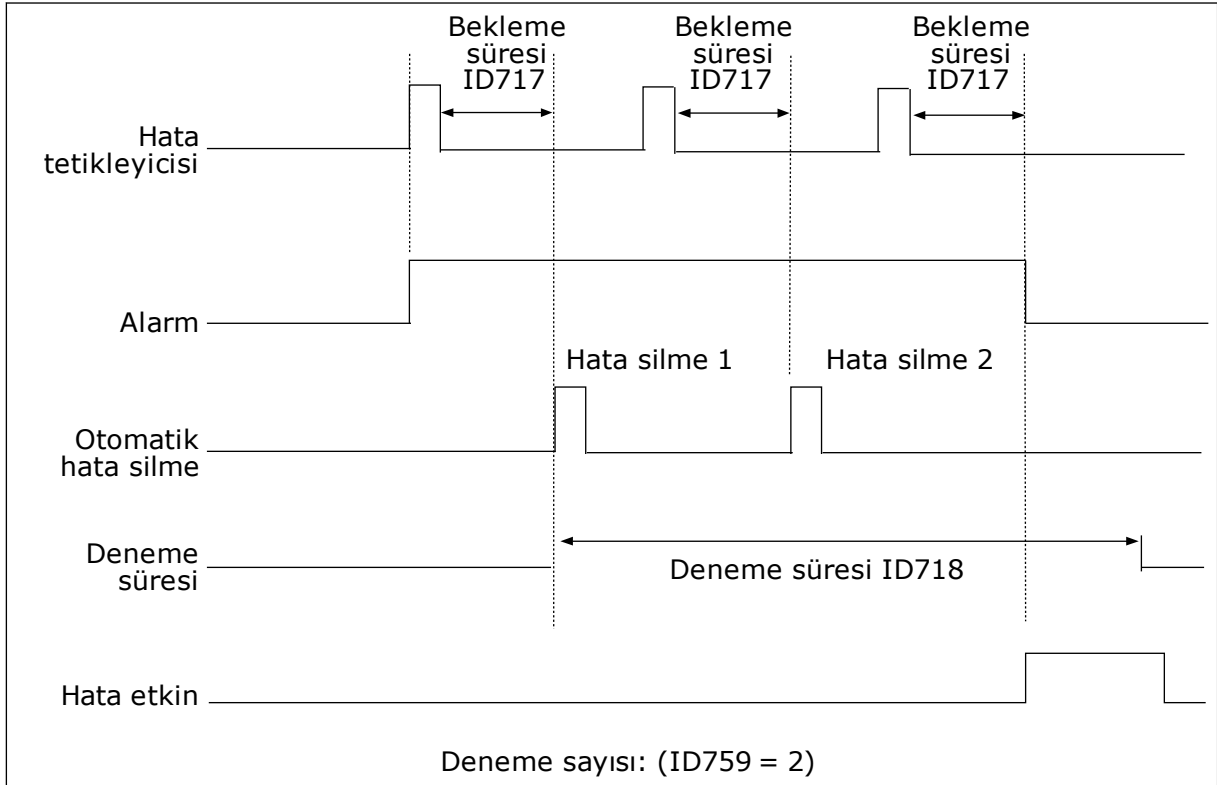 Bekleme
süresi
ID717
Bekleme
süresi
ID717
Bekleme
süresi
ID717
Hata
tetikleyicisi
Alarm
Hata silme 1
Hata silme 2
Otomatik
hata silme
Deneme
süresi
Deneme süresi ID718
Hata etkin
Deneme sayısı: (ID759 = 2)